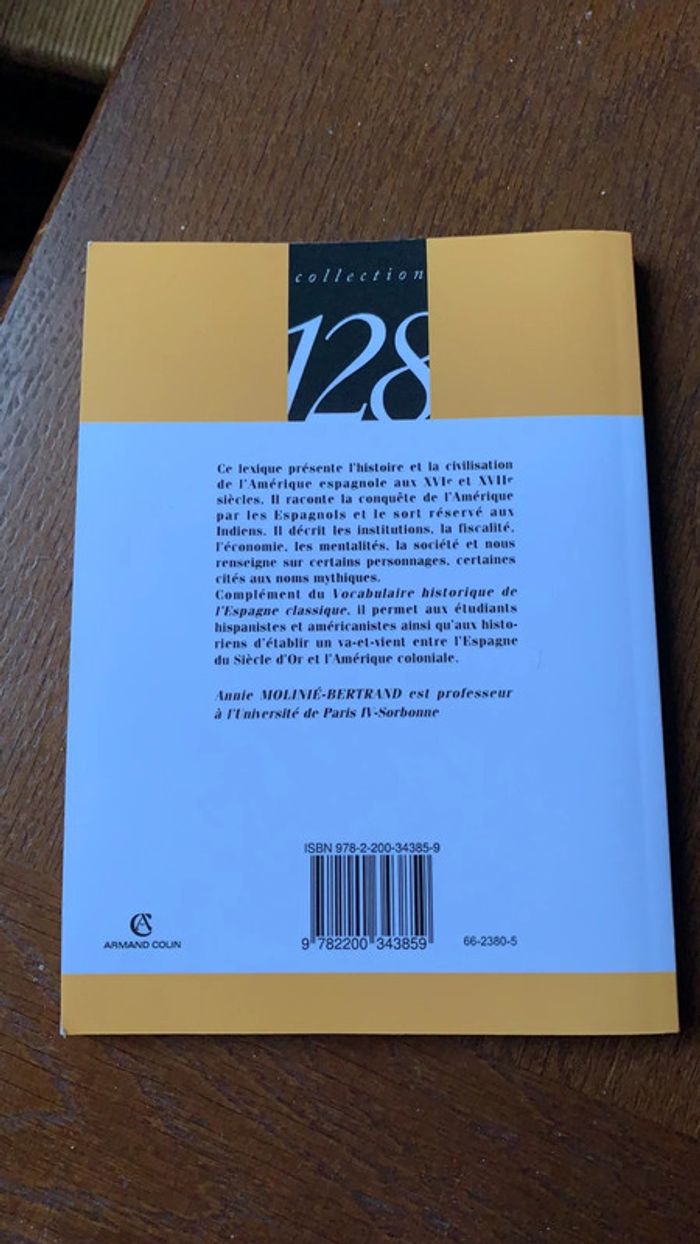 collection
128
Ce lexique présente l'histoire et la civilisation
de l'Amérique espagnole aux XVIe et XVIIe
siècles. Il raconte la conquête de l'Amérique
par les Espagnols et le sort réservé aux
Indiens. Il décrit les institutions, la fiscalité,
l'économie, les mentalités, la société et nous
renseigne sur certains personnages, certaines
cités aux noms mythiques.
Complément du Vocabulaire historique de
l'Espagne classique, il permet aux étudiants
hispanistes et américanistes ainsi qu'aux histo-
riens d'établir un va-et-vient entre l'Espagne
du Siècle d'Or et l'Amérique coloniale.
Annie MOLINIÉ-BERTRAND est professeur
à l'Université de Paris IV-Sorbonne
ISBN 978-2-200-34385-9
9 782200 343859
66-2380-5
ARMAND COLIN